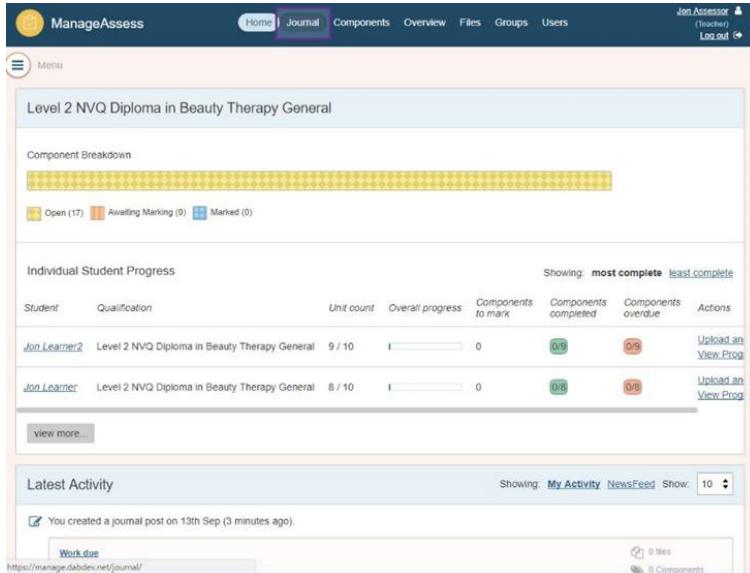 ManageAssess
Home Journal Components Overview Files Groups Users
Jon Assessor
(Teacher)
Log out
Menu
Level 2 NVQ Diploma in Beauty Therapy General
Component Breakdown
Open (17) Awaiting Marking (0) Marked (0)
Individual Student Progress
Showing: most complete least complete
Student Qualification Unit count Overall progress Components to mark Components completed Components overdue Actions
Jon Learner2 Level 2 NVQ Diploma in Beauty Therapy General 9 / 10 0 0/9 0/9 Upload an
View Prog
Jon Learner Level 2 NVQ Diploma in Beauty Therapy General 8 / 10 0 0/8 0/8 Upload an
View Prog
view more...
Latest Activity
Showing: My Activity NewsFeed Show: 10
You created a journal post on 13th Sep (3 minutes ago).
Work due
0 files
https://manage.dabdev.net/journal/
0 Components